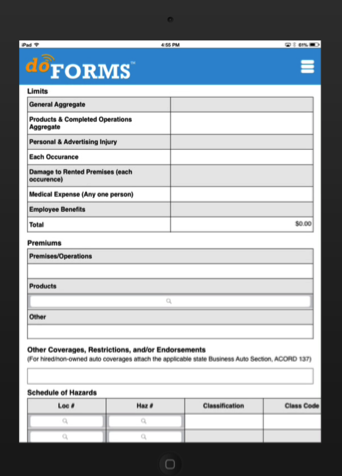 iPad
4:55 PM
81%
doFORMS™
Limits
General Aggregate
Products & Completed Operations
Aggregate
Personal & Advertising Injury
Each Occurance
Damage to Rented Premises (each
occurence)
Medical Expense (Any one person)
Employee Benefits
Total $0.00
Premiums
Premises/Operations
Products
Other
Other Coverages, Restrictions, and/or Endorsements
(For hired/non-owned auto coverages attach the applicable state Business Auto Section, ACORD 137)
Schedule of Hazards
Loc # Haz # Classification Class Code